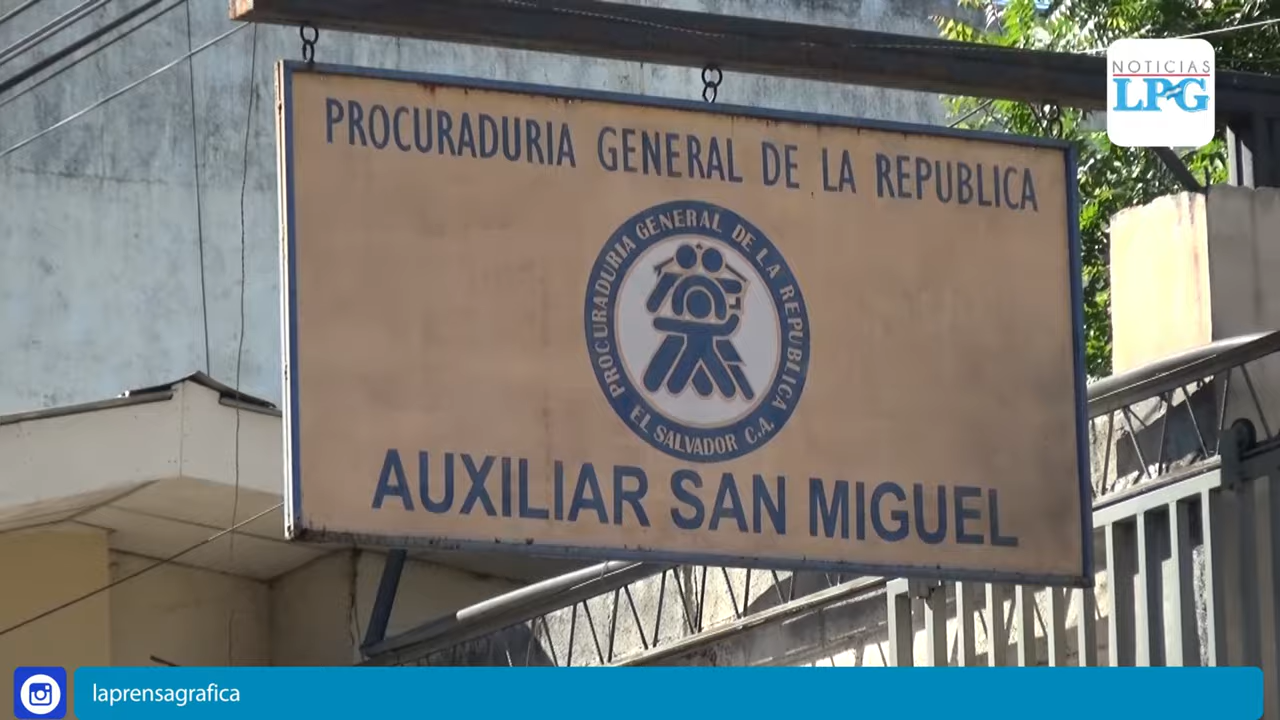 NOTICIAS
LPG
PROCURADURIA GENERAL DE LA REPUBLICA
PROCURADURIA GENERAL DE LA REPUBLICA
EL SALVADOR C.A.
AUXILIAR SAN MIGUEL
laprensagrafica